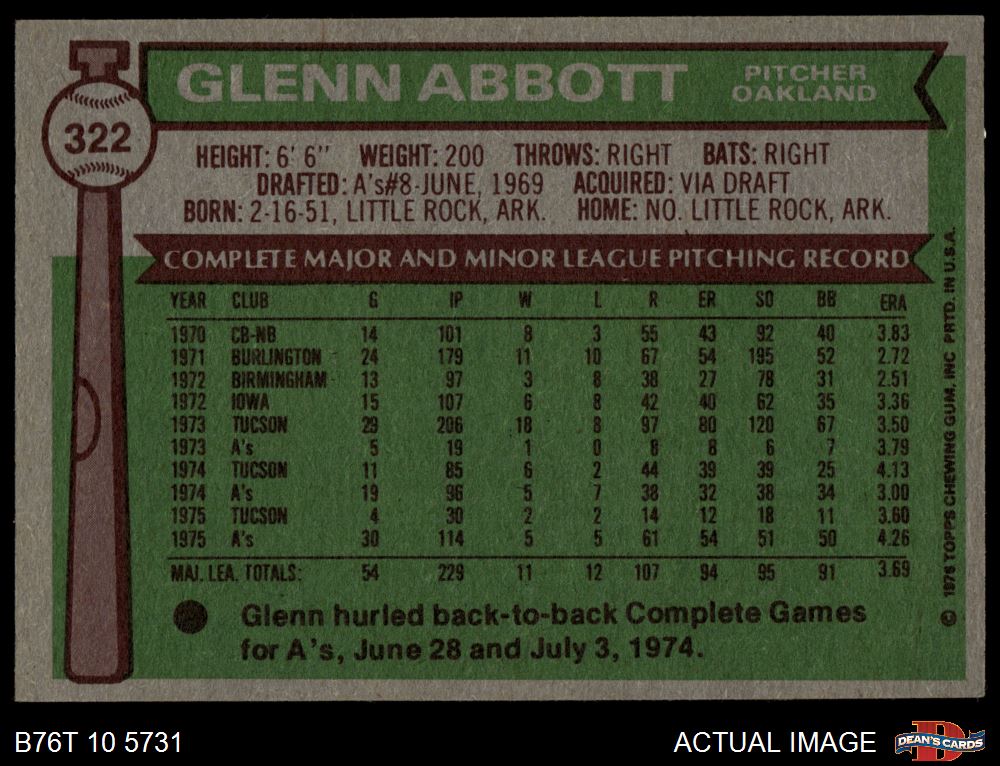 GLENN ABBOTT
PITCHER
OAKLAND
322
HEIGHT: 6' 6" WEIGHT: 200 THROWS: RIGHT BATS: RIGHT
DRAFTED: A's#8-JUNE, 1969 ACQUIRED: VIA DRAFT
BORN: 2-16-51, LITTLE ROCK, ARK. HOME: NO. LITTLE ROCK, ARK.
COMPLETE MAJOR AND MINOR LEAGUE PITCHING RECORD
YEAR CLUB G IP W L R ER SO BB ERA
1970 CB-NB 14 101 8 3 55 43 92 40 3.83
1971 BURLINGTON 24 179 11 10 67 54 195 52 2.72
1972 BIRMINGHAM 13 97 3 8 38 27 78 31 2.51
1972 IOWA 15 107 6 8 42 40 62 35 3.36
1973 TUCSON 29 206 18 8 97 80 120 67 3.50
1973 A's 5 19 1 0 8 8 6 7 3.79
1974 TUCSON 11 85 6 2 44 39 39 25 4.13
1974 A's 19 96 5 7 38 32 38 34 3.00
1975 TUCSON 4 30 2 2 14 12 18 11 3.60
1975 A's 30 114 5 5 61 54 51 50 4.26
MAJ. LEA. TOTALS: 54 229 11 12 107 94 95 91 3.69
Glenn hurled back-to-back Complete Games
for A's, June 28 and July 3, 1974.
© 1976 TOPPS CHEWING GUM, INC PRTD. IN U.S.A.
B76T 10 5731
ACTUAL IMAGE
DEAN'S CARDS